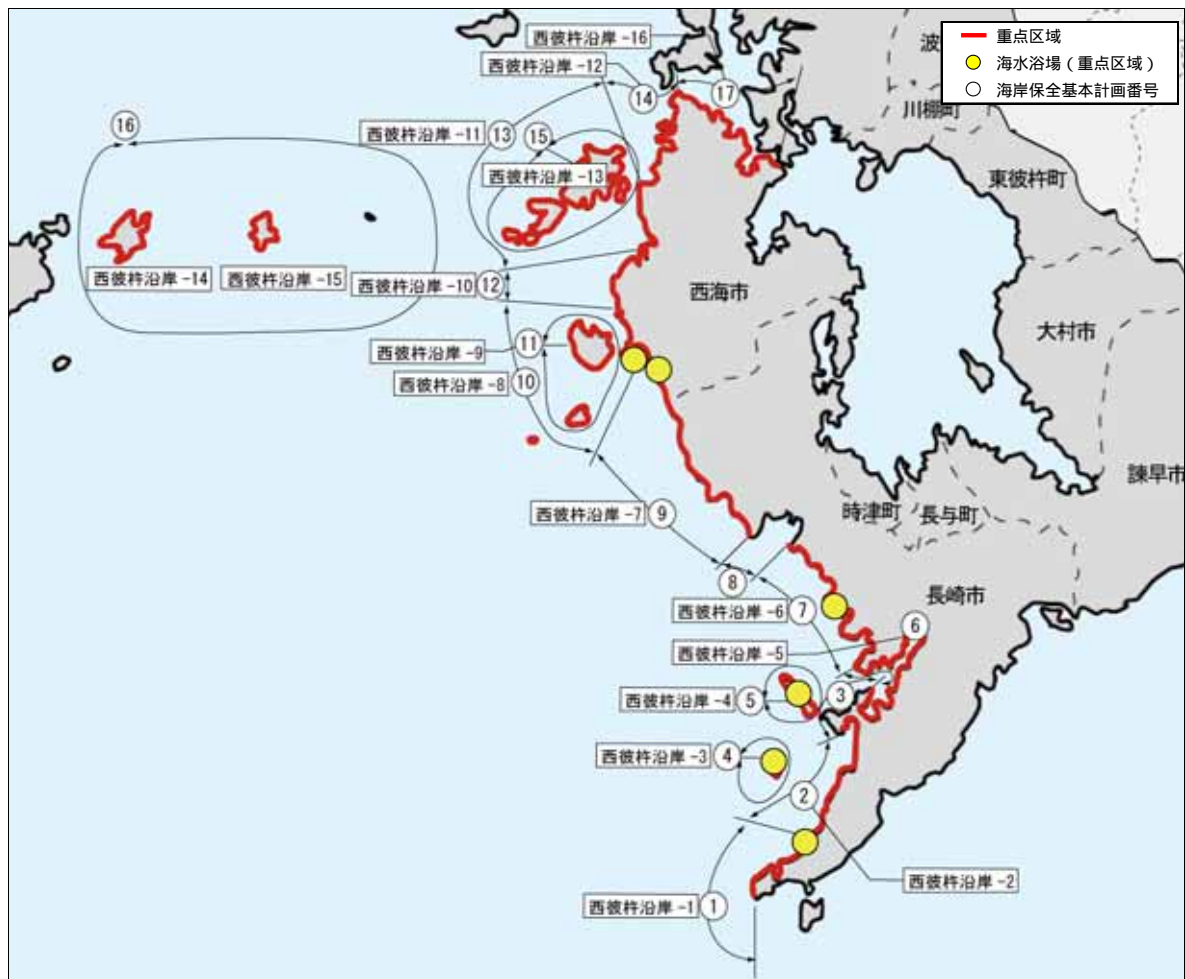 重点区域
海水浴場（重点区域）
海岸保全基本計画番号
西彼杵沿岸 -16
西彼杵沿岸 -12
⑭
⑰
川棚町
⑯
西彼杵沿岸 -11
⑬
⑮
西彼杵沿岸 -13
東彼杵町
西彼杵沿岸 -14
西彼杵沿岸 -15
西彼杵沿岸 -10
⑫
西海市
大村市
西彼杵沿岸 -9
⑪
西彼杵沿岸 -8
⑩
諫早市
西彼杵沿岸 -7
⑨
時津町
長与町
⑧
西彼杵沿岸 -6
⑦
長崎市
⑥
西彼杵沿岸 -5
西彼杵沿岸 -4
⑤
③
西彼杵沿岸 -3
④
②
西彼杵沿岸 -2
西彼杵沿岸 -1
①